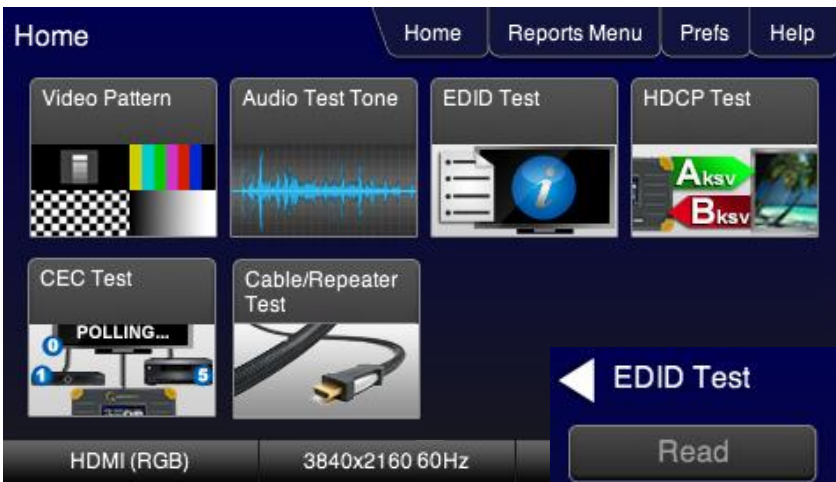 Home
Home
Reports Menu
Prefs
Help
Video Pattern
Audio Test Tone
EDID Test
HDCP Test
i
Aksv
Bksv
CEC Test
Cable/Repeater
Test
POLLING...
0
1
5
EDID Test
Read
HDMI (RGB)
3840x2160 60Hz